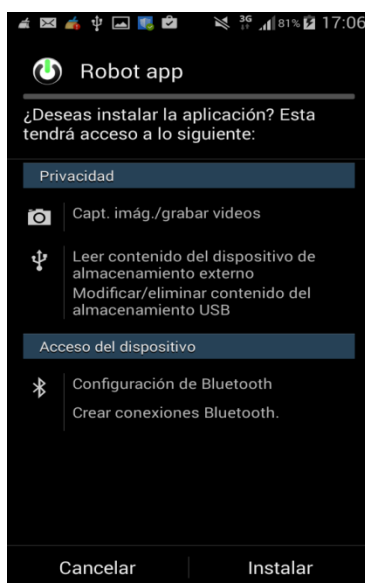 3G 81% 17:06
Robot app
¿Deseas instalar la aplicación? Esta
tendrá acceso a lo siguiente:
Privacidad
Capt. imág./grabar videos
Leer contenido del dispositivo de
almacenamiento externo
Modificar/eliminar contenido del
almacenamiento USB
Acceso del dispositivo
Configuración de Bluetooth
Crear conexiones Bluetooth.
Cancelar Instalar